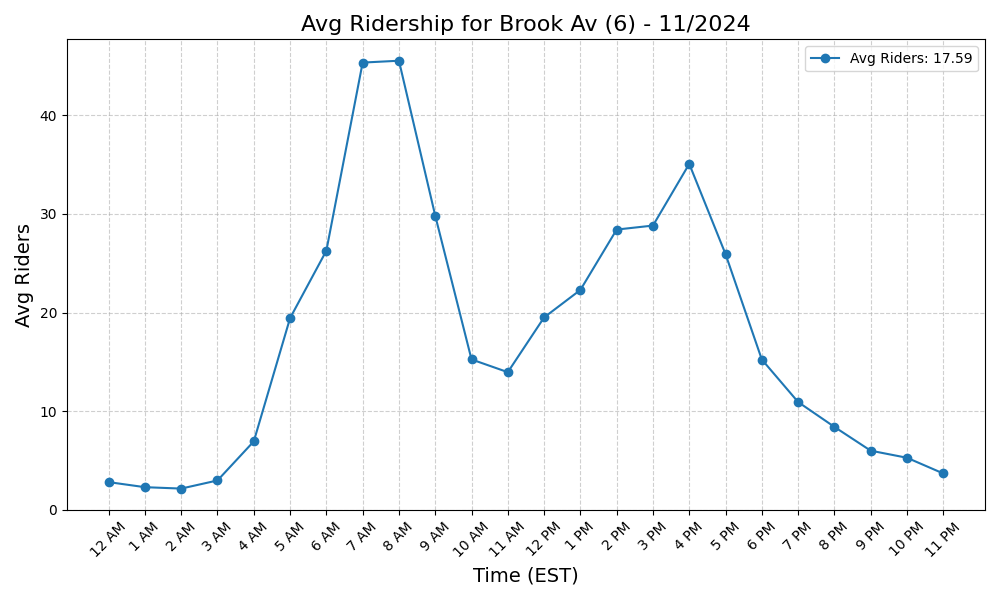 Avg Ridership for Brook Av (6) - 11/2024
Avg Riders: 17.59
Avg Riders
40
30
20
10
0
12 AM
1 AM
2 AM
3 AM
4 AM
5 AM
6 AM
7 AM
8 AM
9 AM
10 AM
11 AM
12 PM
1 PM
2 PM
3 PM
4 PM
5 PM
6 PM
7 PM
8 PM
9 PM
10 PM
11 PM
Time (EST)